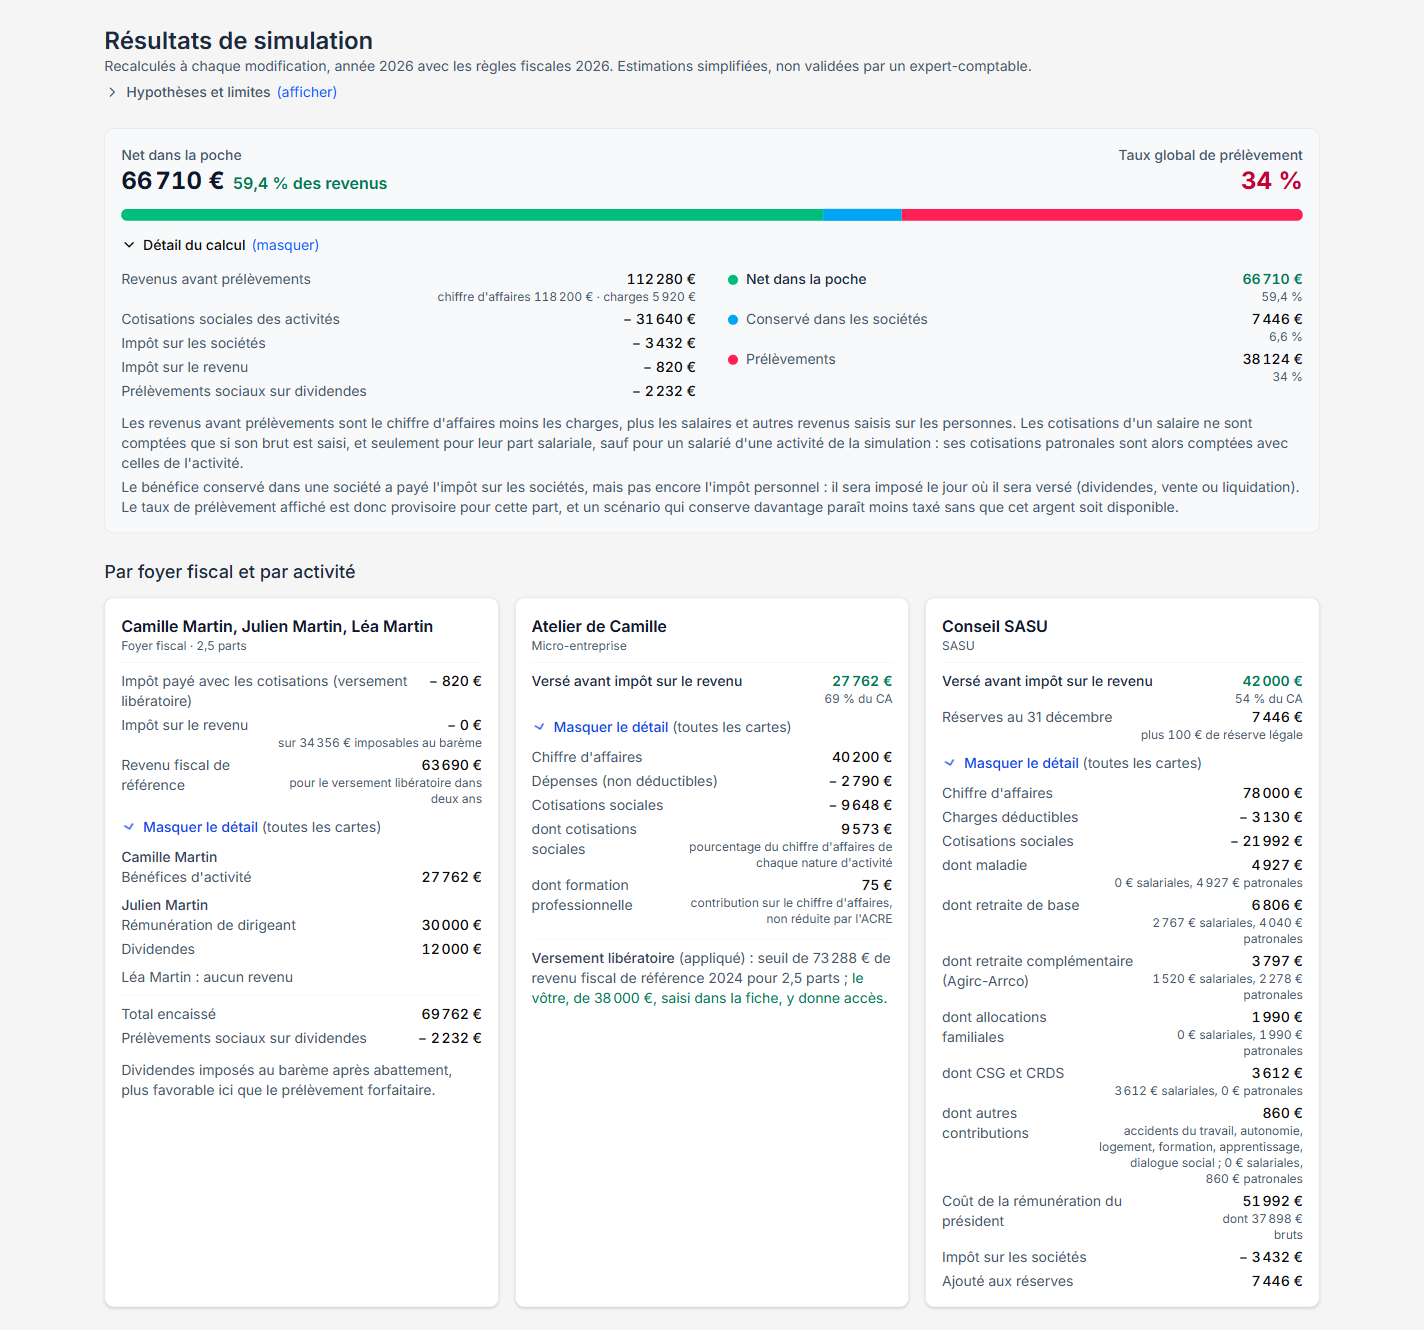 Résultats de simulation
Recalculés à chaque modification, année 2026 avec les règles fiscales 2026. Estimations simplifiées, non validées par un expert-comptable.
Hypothèses et limites (afficher)
Net dans la poche
66 710 € 59,4 % des revenus
Taux global de prélèvement
34 %
Détail du calcul (masquer)
Revenus avant prélèvements 112 280 €
chiffre d'affaires 118 200 € · charges 5 920 €
Cotisations sociales des activités − 31 640 €
Impôt sur les sociétés − 3 432 €
Impôt sur le revenu − 820 €
Prélèvements sociaux sur dividendes − 2 232 €
Net dans la poche 66 710 €
59,4 %
Conservé dans les sociétés 7 446 €
6,6 %
Prélèvements 38 124 €
34 %
Les revenus avant prélèvements sont le chiffre d'affaires moins les charges, plus les salaires et autres revenus saisis sur les personnes. Les cotisations d'un salaire ne sont
comptées que si son brut est saisi, et seulement pour leur part salariale, sauf pour un salarié d'une activité de la simulation : ses cotisations patronales sont alors comptées avec
celles de l'activité.
Le bénéfice conservé dans une société a payé l'impôt sur les sociétés, mais pas encore l'impôt personnel : il sera imposé le jour où il sera versé (dividendes, vente ou liquidation).
Le taux de prélèvement affiché est donc provisoire pour cette part, et un scénario qui conserve davantage paraît moins taxé sans que cet argent soit disponible.
Par foyer fiscal et par activité
Camille Martin, Julien Martin, Léa Martin
Foyer fiscal · 2,5 parts
Impôt payé avec les cotisations (versement − 820 €
libératoire)
Impôt sur le revenu − 0 €
sur 34 356 € imposables au barème
Revenu fiscal de 63 690 €
référence pour le versement libératoire dans
deux ans
Masquer le détail (toutes les cartes)
Camille Martin
Bénéfices d'activité 27 762 €
Julien Martin
Rémunération de dirigeant 30 000 €
Dividendes 12 000 €
Léa Martin : aucun revenu
Total encaissé 69 762 €
Prélèvements sociaux sur dividendes − 2 232 €
Dividendes imposés au barème après abattement,
plus favorable ici que le prélèvement forfaitaire.
Atelier de Camille
Micro-entreprise
Versé avant impôt sur le revenu 27 762 €
69 % du CA
Masquer le détail (toutes les cartes)
Chiffre d'affaires 40 200 €
Dépenses (non déductibles) − 2 790 €
Cotisations sociales − 9 648 €
dont cotisations 9 573 €
sociales pourcentage du chiffre d'affaires de
chaque nature d'activité
dont formation 75 €
professionnelle contribution sur le chiffre d'affaires,
non réduite par l'ACRE
Versement libératoire (appliqué) : seuil de 73 288 € de
revenu fiscal de référence 2024 pour 2,5 parts ; le
vôtre, de 38 000 €, saisi dans la fiche, y donne accès.
Conseil SASU
SASU
Versé avant impôt sur le revenu 42 000 €
54 % du CA
Réserves au 31 décembre 7 446 €
plus 100 € de réserve légale
Masquer le détail (toutes les cartes)
Chiffre d'affaires 78 000 €
Charges déductibles − 3 130 €
Cotisations sociales − 21 992 €
dont maladie 4 927 €
0 € salariales, 4 927 € patronales
dont retraite de base 6 806 €
2 767 € salariales, 4 040 €
patronales
dont retraite complémentaire 3 797 €
(Agirc-Arrco) 1 520 € salariales, 2 278 €
patronales
dont allocations 1 990 €
familiales 0 € salariales, 1 990 €
patronales
dont CSG et CRDS 3 612 €
3 612 € salariales, 0 € patronales
dont autres 860 €
contributions accidents du travail, autonomie,
logement, formation, apprentissage,
dialogue social ; 0 € salariales,
860 € patronales
Coût de la rémunération du 51 992 €
président dont 37 898 €
bruts
Impôt sur les sociétés − 3 432 €
Ajouté aux réserves 7 446 €